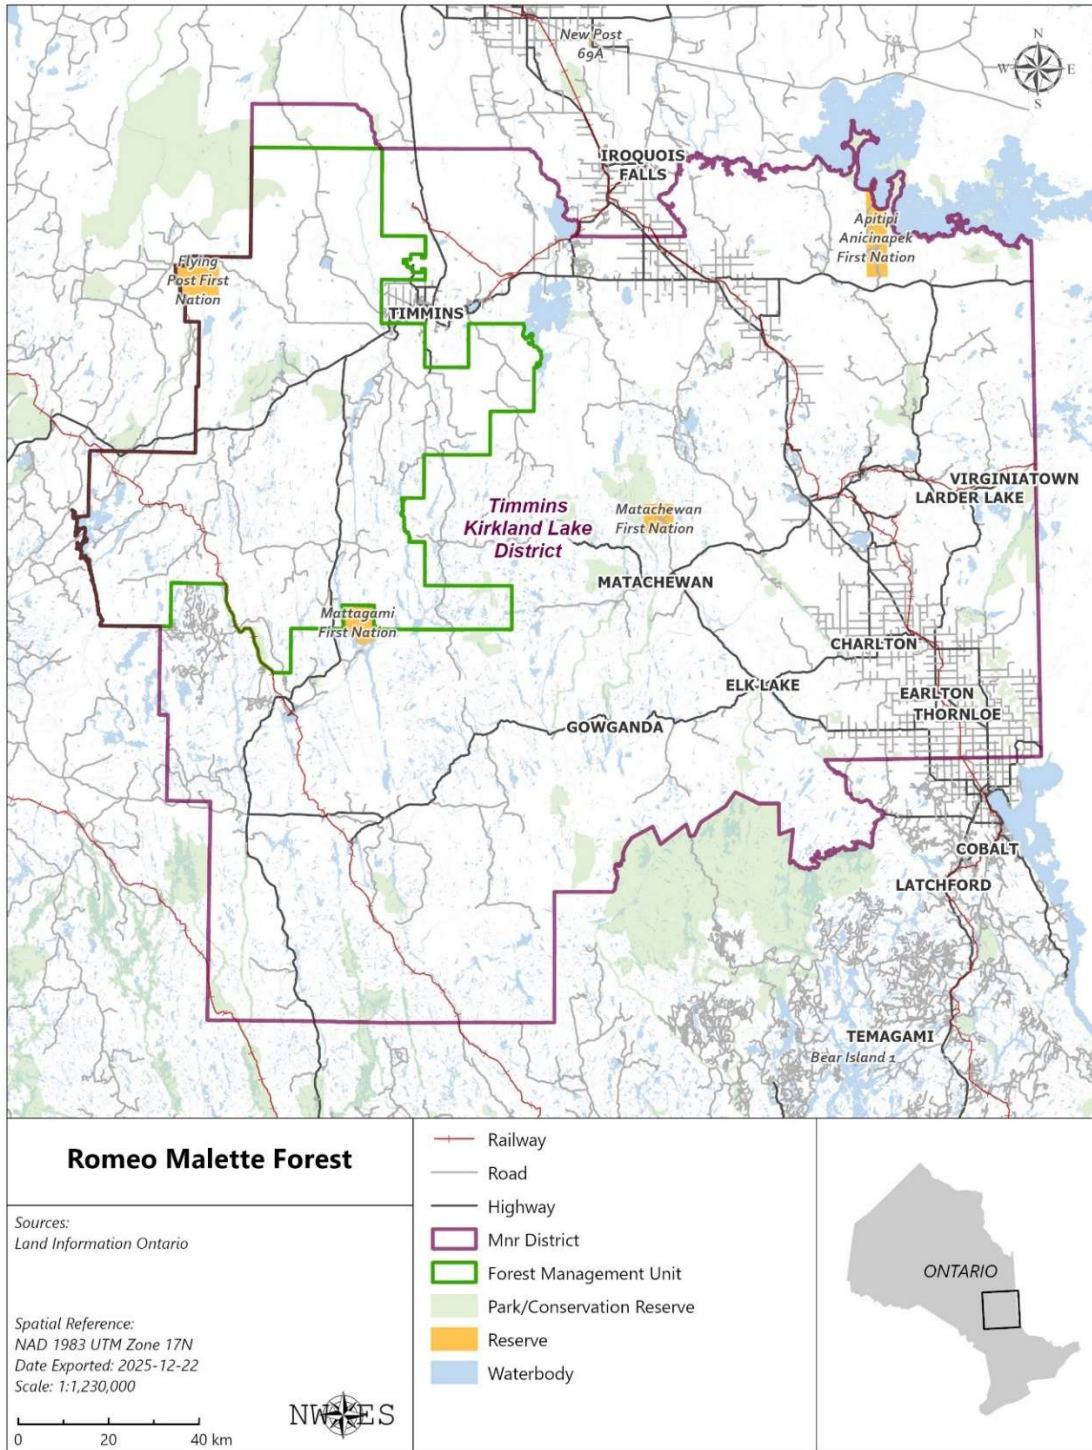 New Post
69A
N
W
E
S
IROQUOIS
FALLS
Apitipi
Anicinapek
First Nation
Flying
Post First
Nation
TIMMINS
VIRGINIATOWN
LARDER LAKE
Timmins
Kirkland Lake
District
Matachewan
First Nation
MATACHEWAN
Mattagami
First Nation
CHARLTON
ELK LAKE
EARLTON
THORNLOE
GOWGANDA
COBALT
LATCHFORD
TEMAGAMI
Bear Island 1
Romeo Malette Forest
Sources:
Land Information Ontario
Spatial Reference:
NAD 1983 UTM Zone 17N
Date Exported: 2025-12-22
Scale: 1:1,230,000
0 20 40 km
NW ES
Railway
Road
Highway
Mnr District
Forest Management Unit
Park/Conservation Reserve
Reserve
Waterbody
ONTARIO